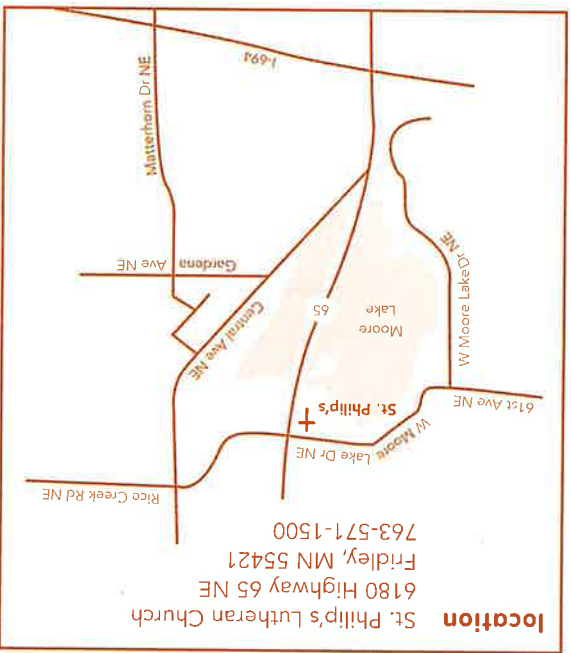 location St. Philip's Lutheran Church
6180 Highway 65 NE
Fridley, MN 55421
763-571-1500
Rice Creek Rd NE
W Moore Lake Dr NE
61st Ave NE
St. Philip's
Moore
Lake
65
Central Ave NE
W Moore Lake Dr NE
Gardena Ave NE
Matterhorn Dr NE
I-694